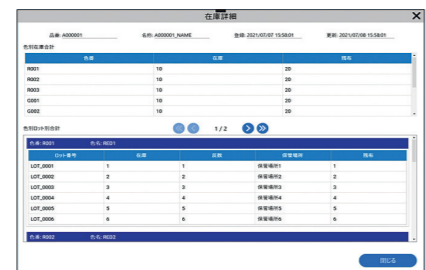 在庫詳細
品番: A000001 名称: A000001_NAME 登録: 2021/07/07 15:58:01 更新: 2021/07/08 15:58:01
色別在庫合計
色番 在庫
R001 10 20
R002 10 20
R003 10 20
G001 10 20
G002 10 20
色別ロット別合計 1 / 2
色番: R001 色名: RED1
ロット番号 在庫 保管場所
LOT_0001 1 1 保管場所1 1
LOT_0002 2 2 保管場所2 2
LOT_0003 3 3 保管場所3 3
LOT_0004 4 4 保管場所4 4
LOT_0005 5 5 保管場所5 5
LOT_0006 6 6 保管場所6 6
色番: R002 色名: RED2
閉じる